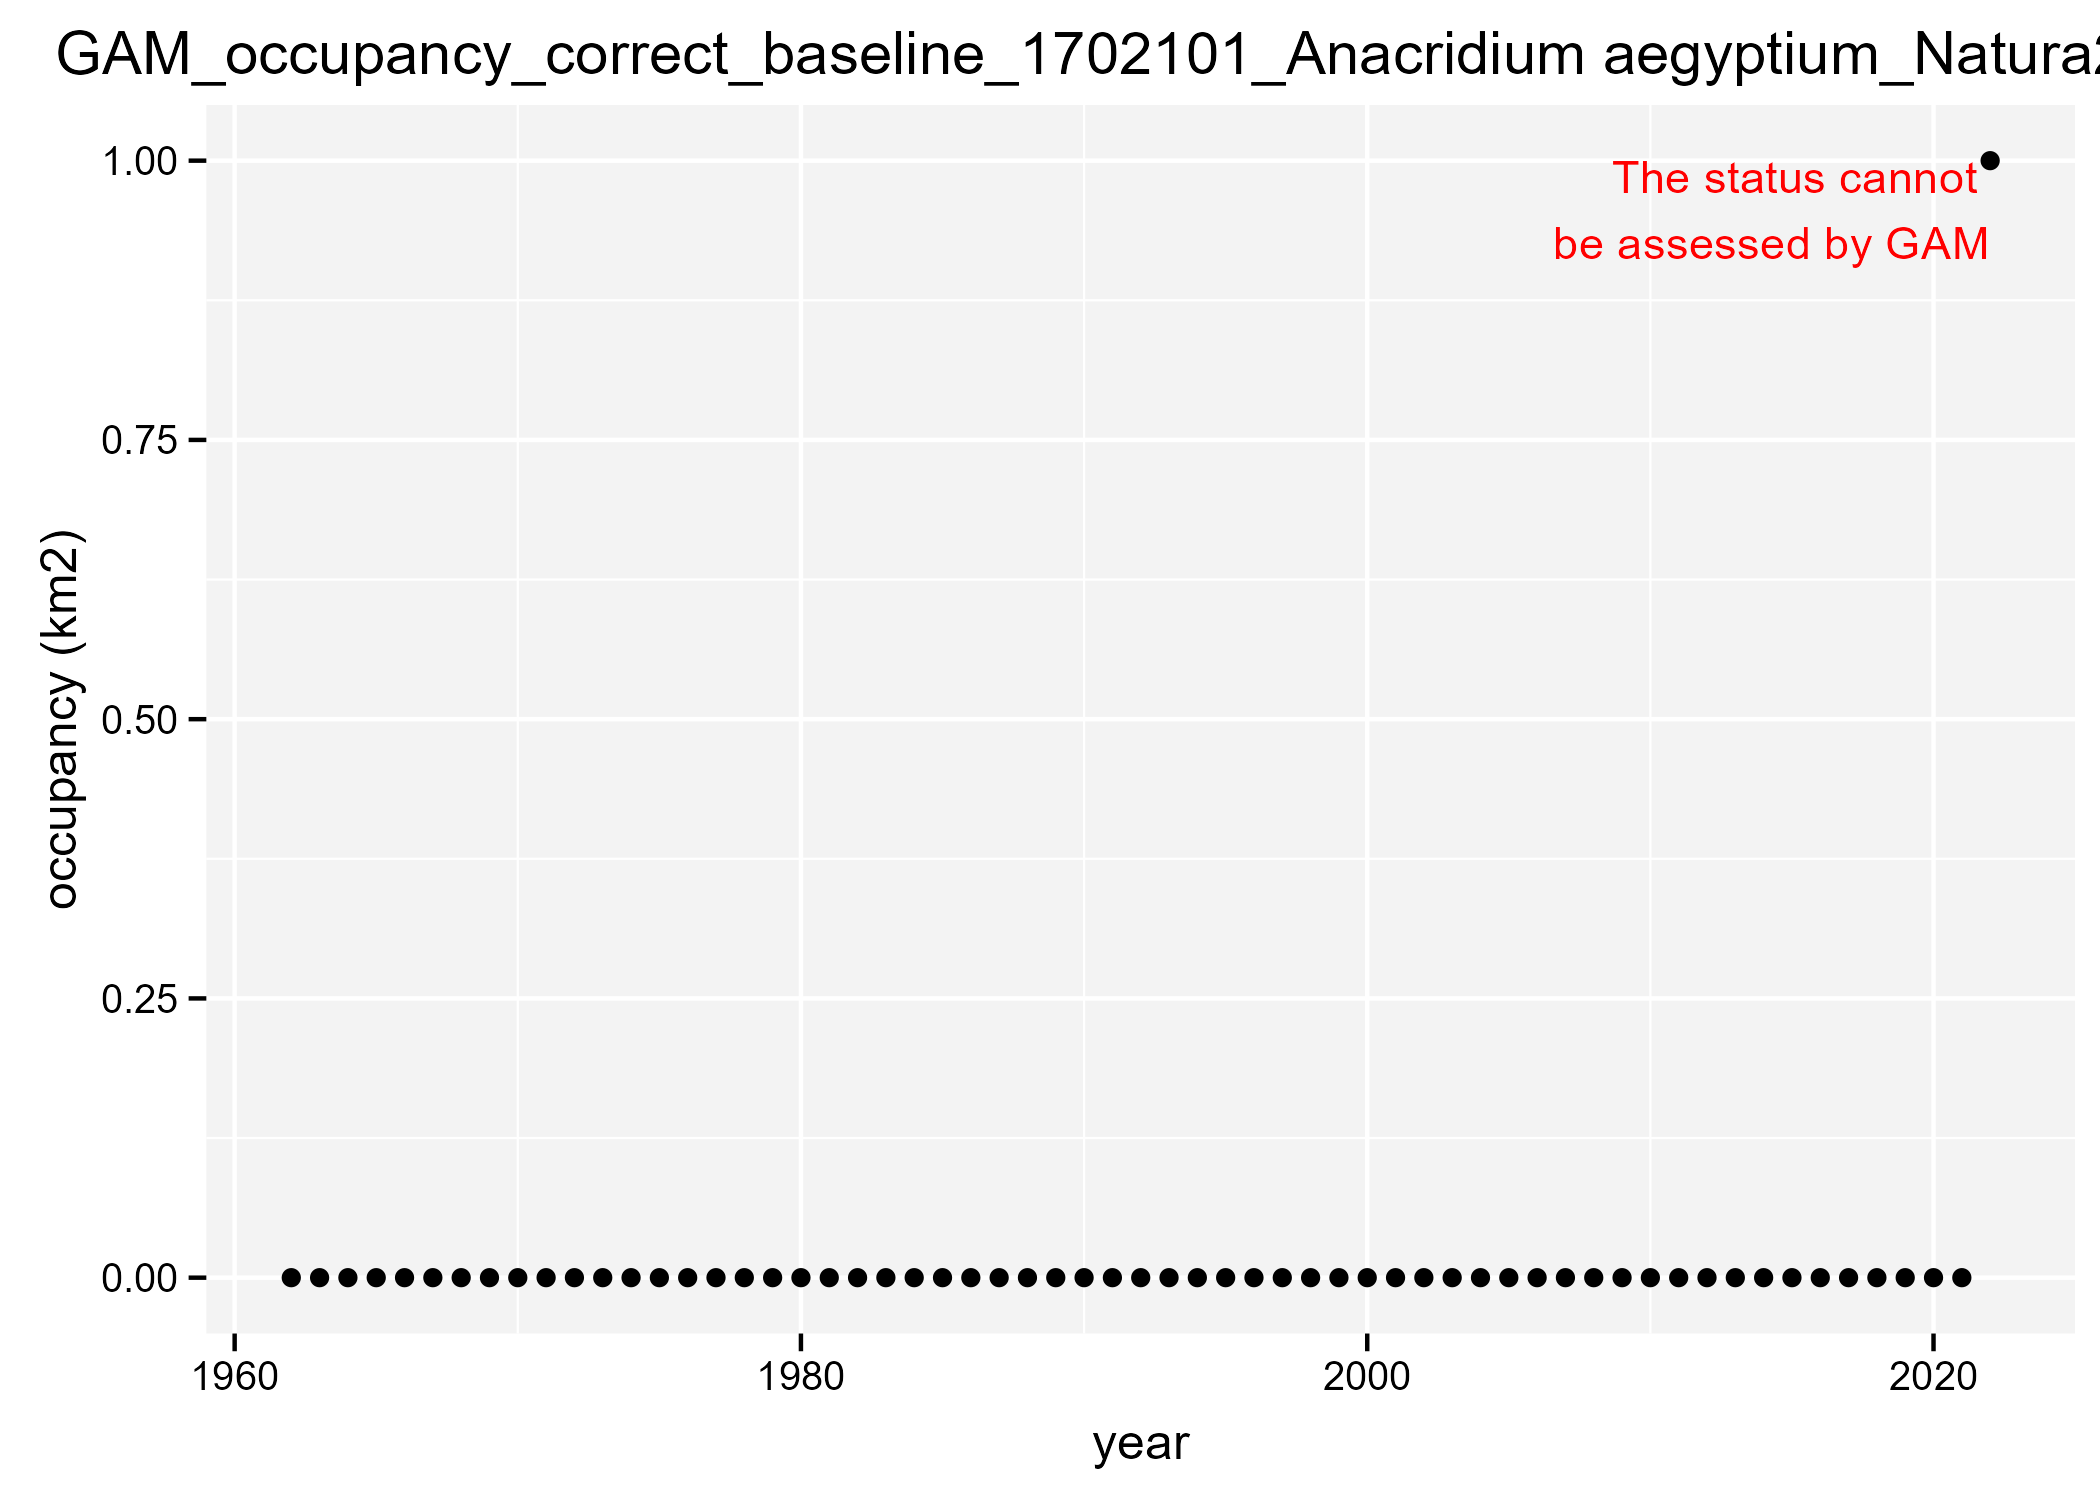 GAM_occupancy_correct_baseline_1702101_Anacridium aegyptium_Natura2
1.00
The status cannot
be assessed by GAM
0.75
0.50
0.25
0.00
occupancy (km2)
1960 1980 2000 2020
year